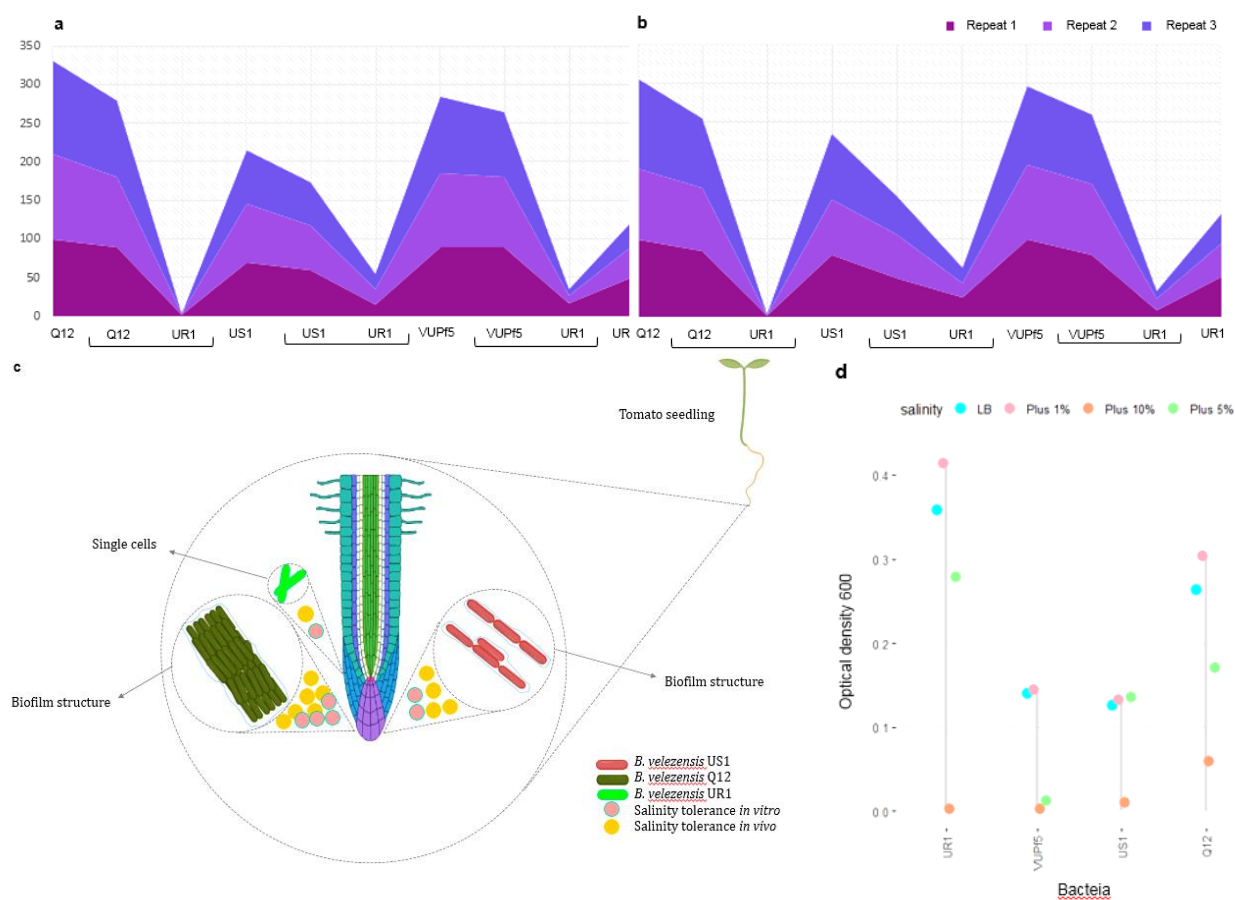 a
b
Repeat 1 Repeat 2 Repeat 3
350
300
250
200
150
100
50
0
Q12 Q12 UR1 US1 US1 UR1 VUPf5 VUPf5 UR1 UR
Q12 Q12 UR1 US1 US1 UR1 VUPf5 VUPf5 UR1 UR1
c
Tomato seedling
Single cells
Biofilm structure
Biofilm structure
B. velezensis US1
B. velezensis Q12
B. velezensis UR1
Salinity tolerance in vitro
Salinity tolerance in vivo
d
salinity LB Plus 1% Plus 10% Plus 5%
Optical density 600
0.4
0.3
0.2
0.1
0.0
UR1
VUPf5
US1
Q12
Bacteia